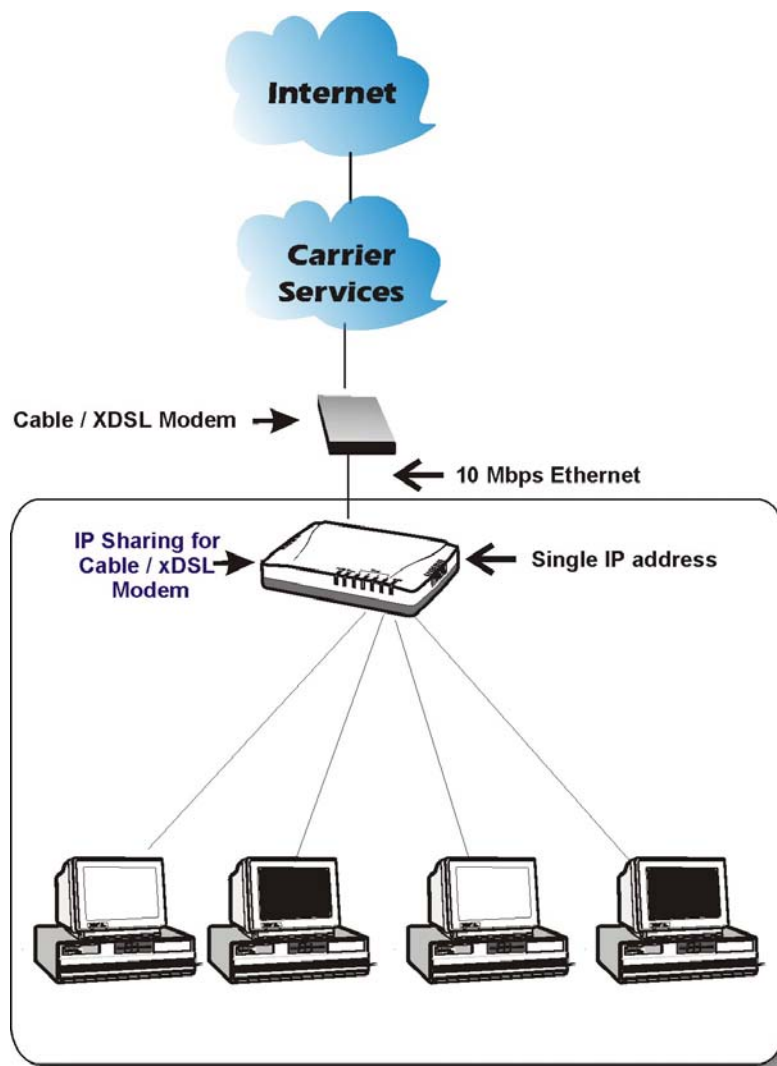 Internet
Carrier
Services
Cable / XDSL Modem
10 Mbps Ethernet
IP Sharing for
Cable / xDSL
Modem
Single IP address